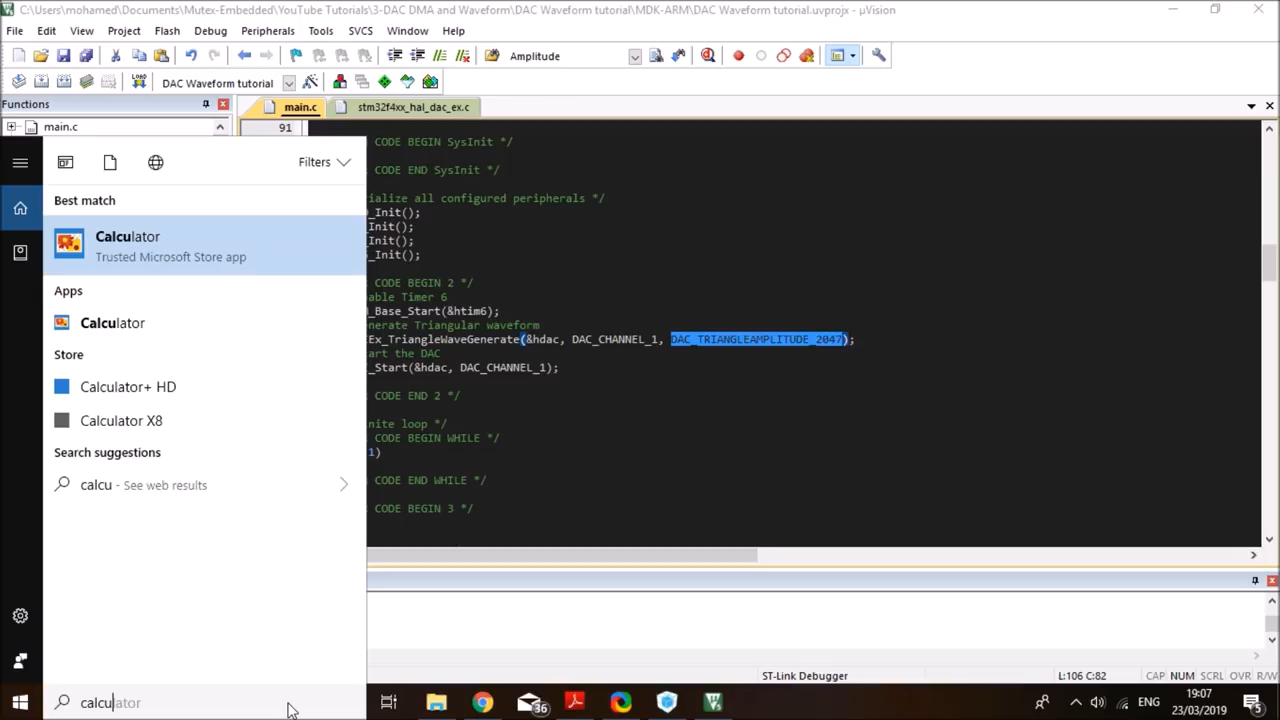 C:\Users\mohamed\Documents\Mutex-Embedded\YouTube Tutorials\3-DAC DMA and Waveform\DAC Waveform tutorial\MDK-ARM\DAC Waveform tutorial.uvprojx - µVision
File Edit View Project Flash Debug Peripherals Tools SVCS Window Help
Amplitude
LOAD DAC Waveform tutorial
Functions main.c stm32f4xx_hal_dac_ex.c
main.c 91
CODE BEGIN SysInit */
Filters
CODE END SysInit */
Best match
ialize all configured peripherals */
_Init();
_Init();
Calculator
_Init();
Trusted Microsoft Store app
_Init();
CODE BEGIN 2 */
Apps
able Timer 6
M_Base_Start(&htim6);
Calculator
enerate Triangular waveform
Ex_TriangleWaveGenerate(&hdac, DAC_CHANNEL_1, DAC_TRIANGLEAMPLITUDE_2047);
Store
art the DAC
_Start(&hdac, DAC_CHANNEL_1);
Calculator+ HD
CODE END 2 */
Calculator X8
nite loop */
CODE BEGIN WHILE */
Search suggestions
1)
CODE END WHILE */
calcu - See web results
CODE BEGIN 3 */
ST-Link Debugger L:106 C:82 CAP NUM SCRL OVR R/W
calculator
36
ENG
19:07
23/03/2019
5